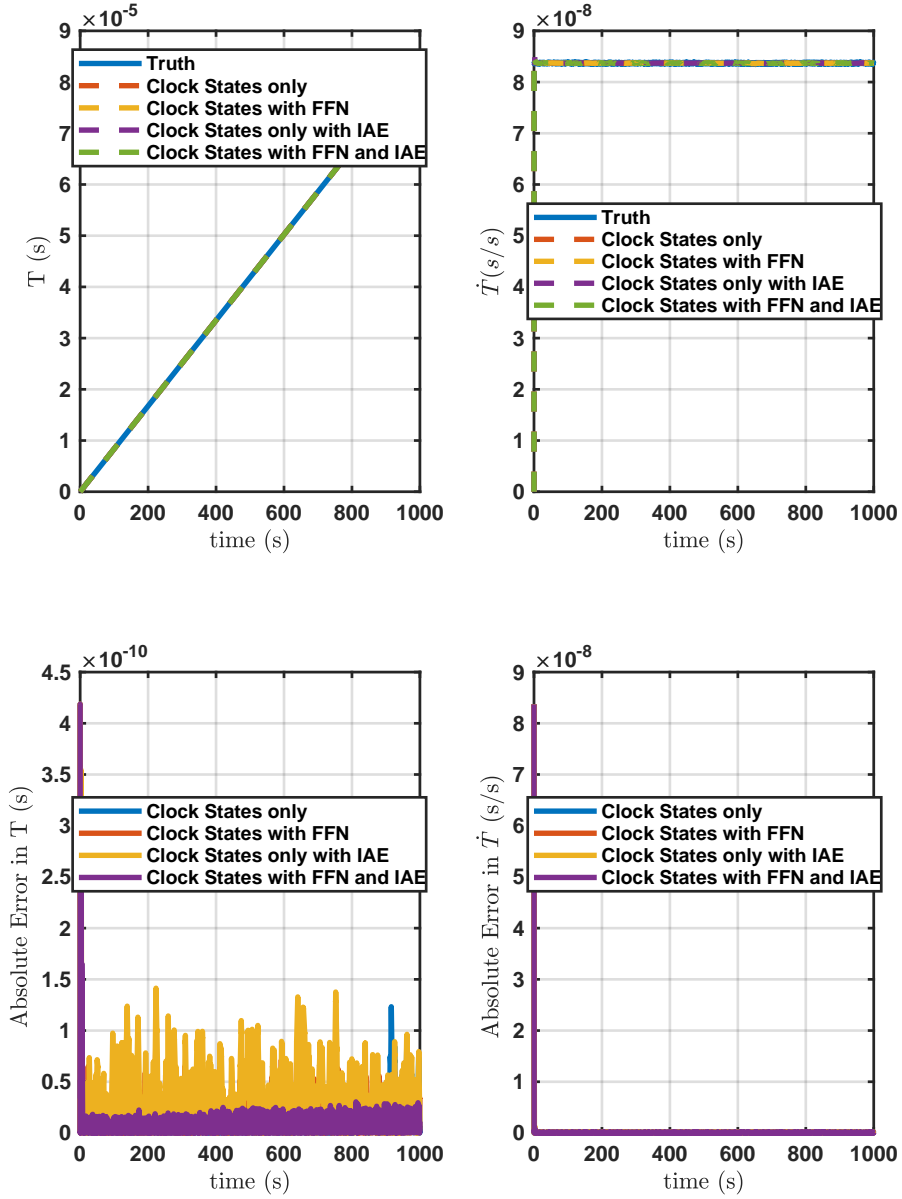 ×10⁻⁵
9
Truth
Clock States only
8
Clock States with FFN
Clock States only with IAE
7
Clock States with FFN and IAE
6
5
4
3
2
1
0
T (s)
0 200 400 600 800 1000
time (s)
×10⁻⁸
9
8
7
6
Truth
Clock States only
5
Clock States with FFN
Clock States only with IAE
4
Clock States with FFN and IAE
3
2
1
0
Ṫ(s/s)
0 200 400 600 800 1000
time (s)
×10⁻¹⁰
4.5
4
3.5
Clock States only
3
Clock States with FFN
Clock States only with IAE
2.5
Clock States with FFN and IAE
2
1.5
1
0.5
0
Absolute Error in T (s)
0 200 400 600 800 1000
time (s)
×10⁻⁸
9
8
7
Clock States only
6
Clock States with FFN
Clock States only with IAE
5
Clock States with FFN and IAE
4
3
2
1
0
Absolute Error in Ṫ (s/s)
0 200 400 600 800 1000
time (s)